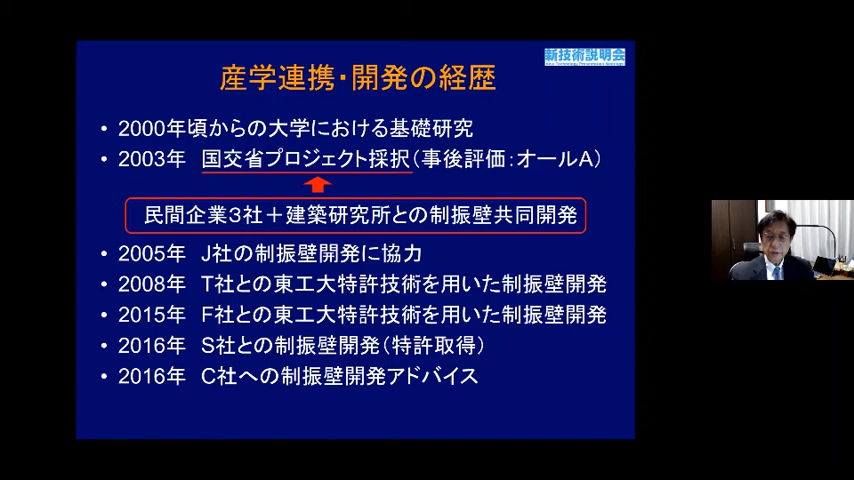 新技術説明会
New Technology Presentation Meetings!
産学連携・開発の経歴
• 2000年頃からの大学における基礎研究
• 2003年 国交省プロジェクト採択（事後評価：オールA）
民間企業３社＋建築研究所との制振壁共同開発
• 2005年 J社の制振壁開発に協力
• 2008年 T社との東工大特許技術を用いた制振壁開発
• 2015年 F社との東工大特許技術を用いた制振壁開発
• 2016年 S社との制振壁開発（特許取得）
• 2016年 C社への制振壁開発アドバイス